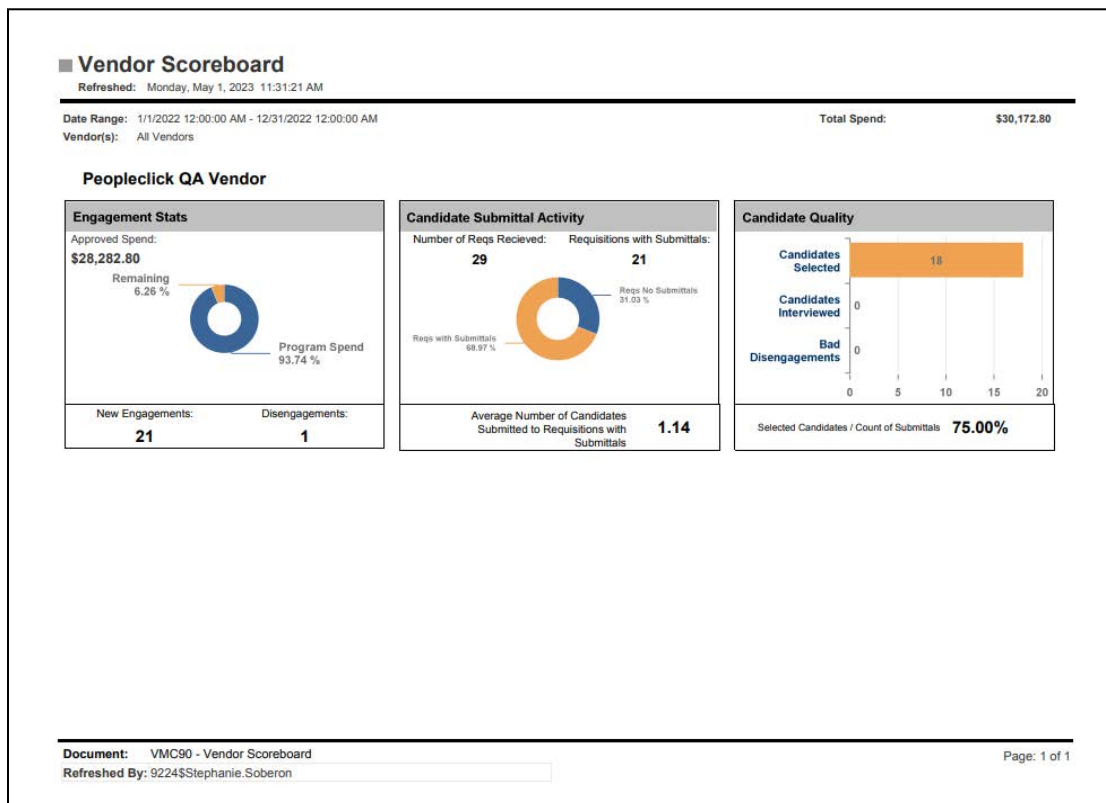 Vendor Scoreboard
Refreshed: Monday, May 1, 2023 11:31:21 AM
Date Range: 1/1/2022 12:00:00 AM - 12/31/2022 12:00:00 AM
Total Spend: $30,172.80
Vendor(s): All Vendors
Peopleclick QA Vendor
Engagement Stats
Approved Spend:
$28,282.80
Remaining
6.26 %
Program Spend
93.74 %
New Engagements:
21
Disengagements:
1
Candidate Submittal Activity
Number of Reqs Recieved:
29
Requisitions with Submittals:
21
Reqs No Submittals
31.03 %
Reqs with Submittals
68.97 %
Average Number of Candidates
Submitted to Requisitions with
Submittals
1.14
Candidate Quality
Candidates
Selected
18
Candidates
Interviewed
0
Bad
Disengagements
0
0 5 10 15 20
Selected Candidates / Count of Submittals 75.00%
Document: VMC90 - Vendor Scoreboard
Page: 1 of 1
Refreshed By: 9224$Stephanie.Soberon